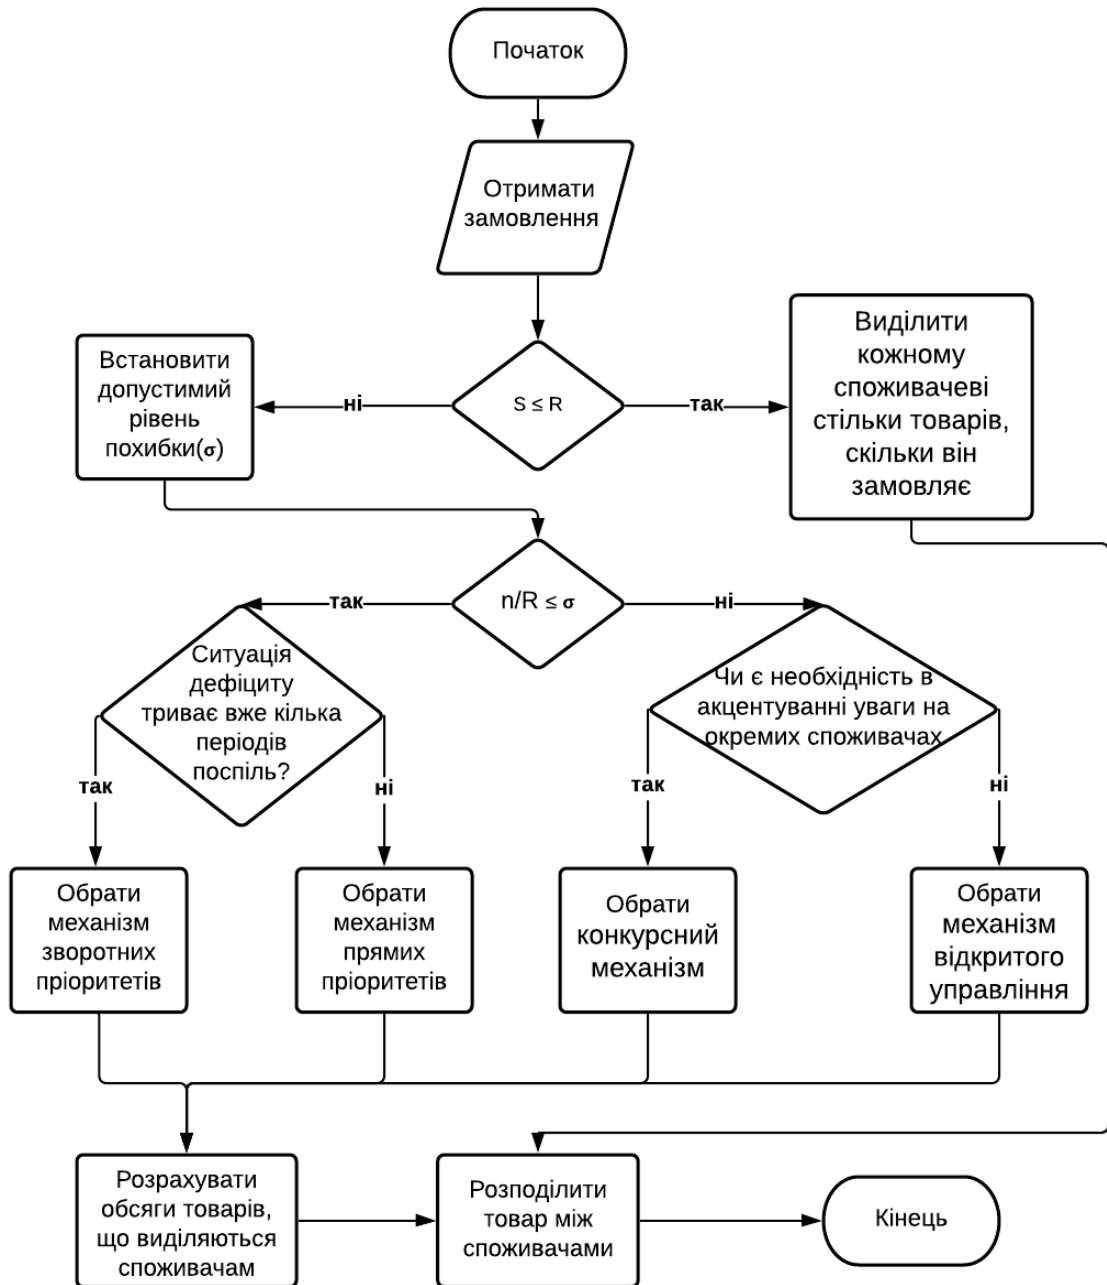 Початок
Отримати
замовлення
S ≤ R
ні
так
Встановити
допустимий
рівень
похибки(σ)
Виділити
кожному
споживачеві
стільки товарів,
скільки він
замовляє
n/R ≤ σ
так
ні
Ситуація
дефіциту
триває вже кілька
періодів
поспіль?
Чи є необхідність в
акцентуванні уваги на
окремих споживачах
так
ні
так
ні
Обрати
механізм
зворотних
пріоритетів
Обрати
механізм
прямих
пріоритетів
Обрати
конкурсний
механізм
Обрати
механізм
відкритого
управління
Розрахувати
обсяги товарів,
що виділяються
споживачам
Розподілити
товар між
споживачами
Кінець